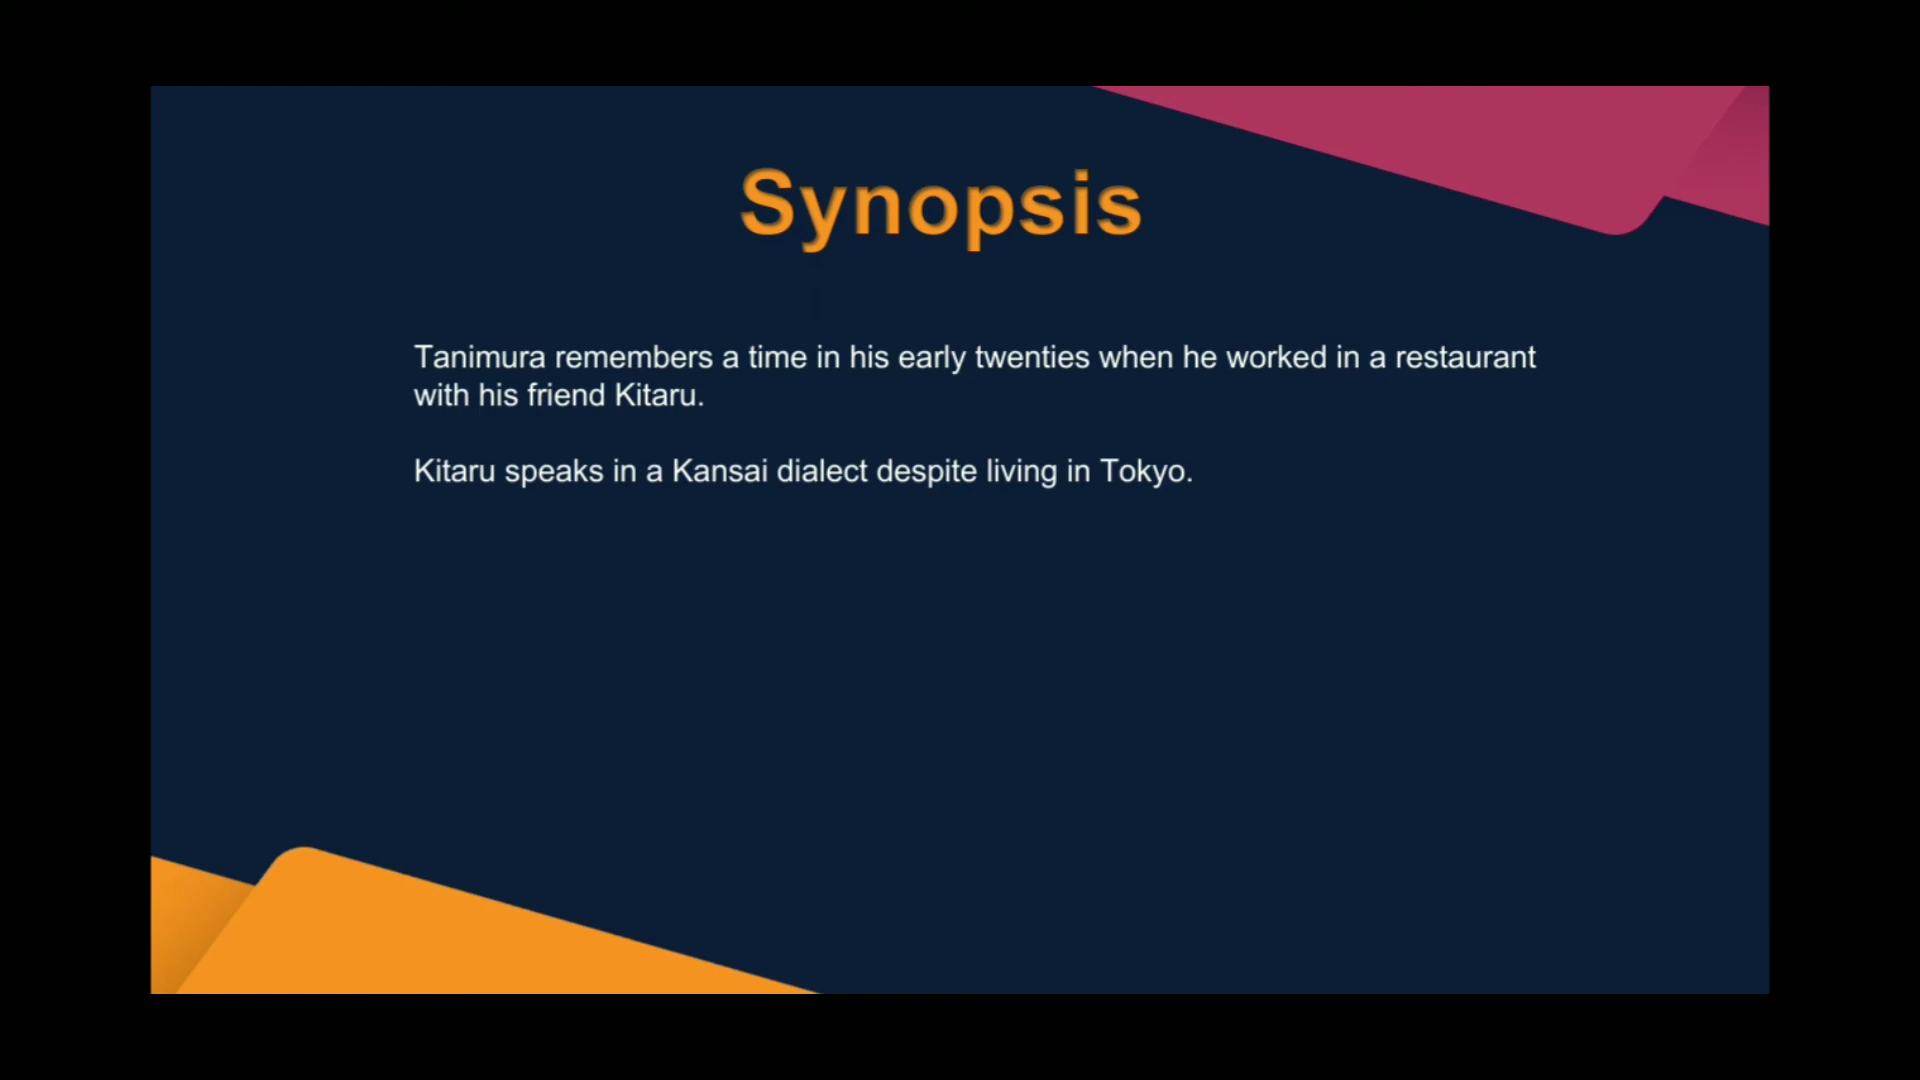 Synopsis
Tanimura remembers a time in his early twenties when he worked in a restaurant
with his friend Kitaru.
Kitaru speaks in a Kansai dialect despite living in Tokyo.